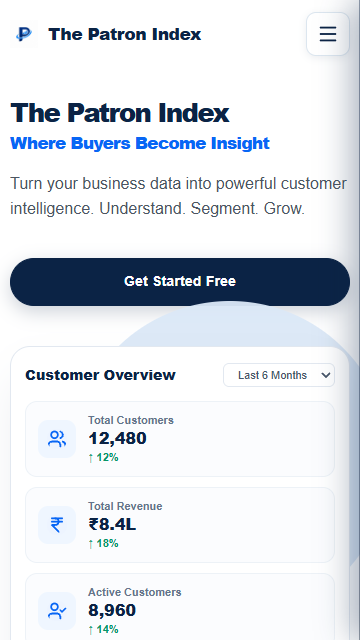 The Patron Index
The Patron Index
Where Buyers Become Insight
Turn your business data into powerful customer
intelligence. Understand. Segment. Grow.
Get Started Free
Customer Overview
Last 6 Months
Total Customers
12,480
↑ 12%
Total Revenue
₹8.4L
↑ 18%
Active Customers
8,960
↑ 14%